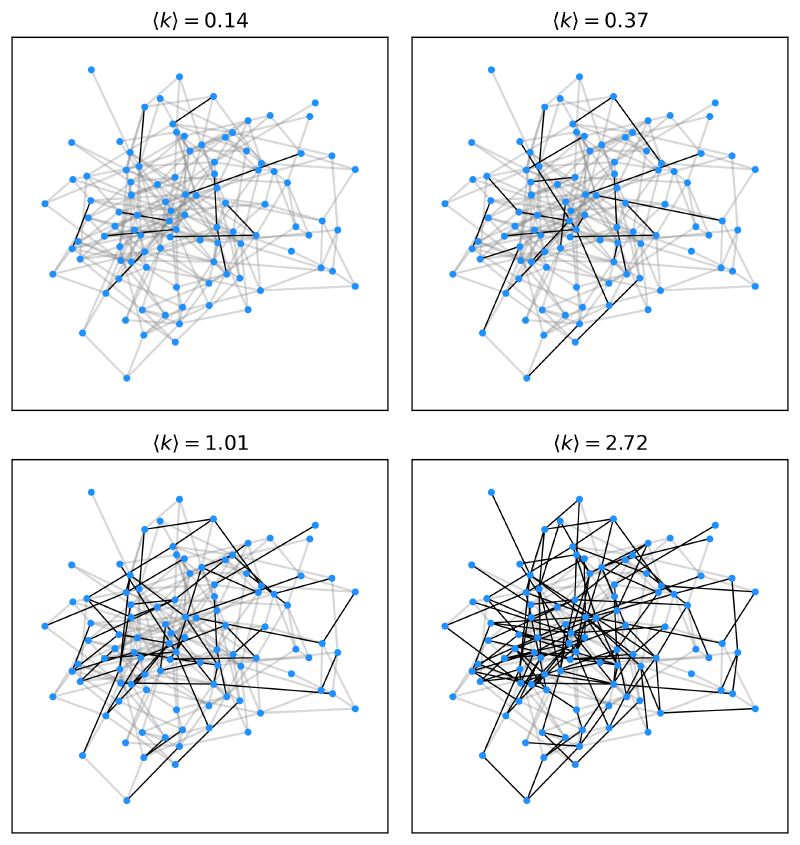 ⟨k⟩ = 0.14
⟨k⟩ = 0.37
⟨k⟩ = 1.01
⟨k⟩ = 2.72